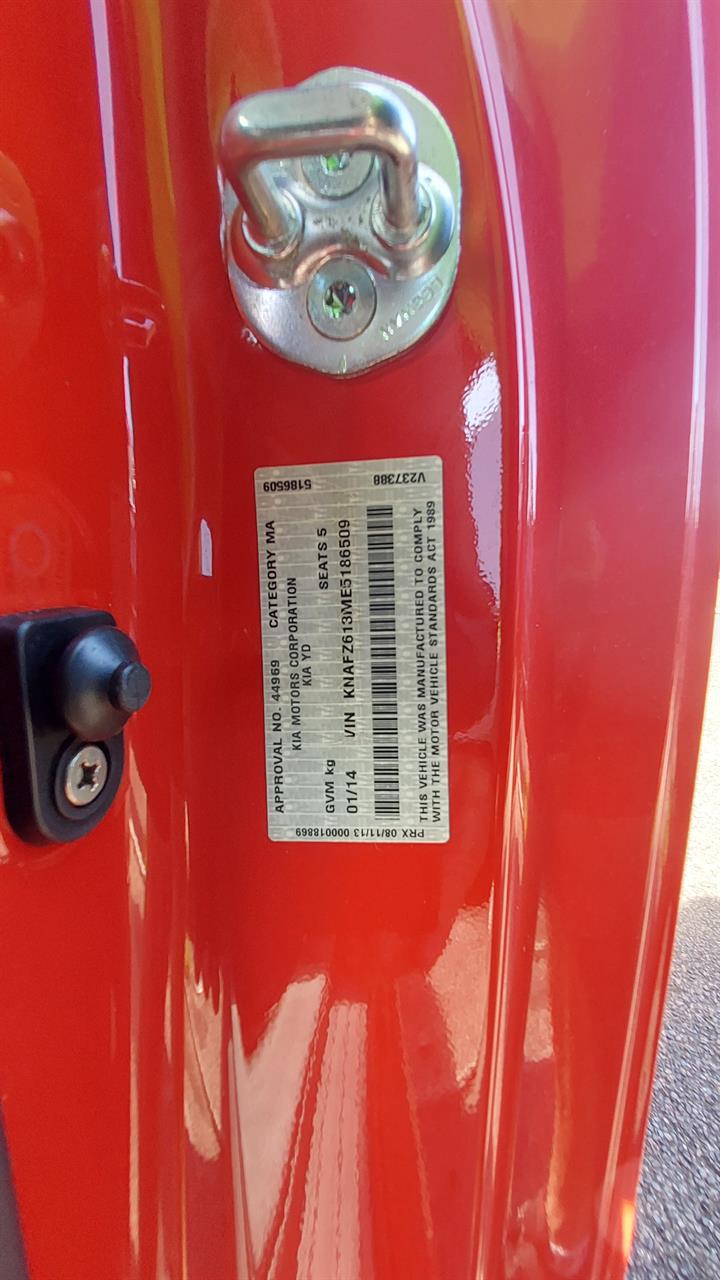 5186509
V237388
APPROVAL NO. 44969 CATEGORY MA
KIA MOTORS CORPORATION
KIA YD
GVM kg SEATS 5
01/14 VIN KNAFZ613ME5186509
THIS VEHICLE WAS MANUFACTURED TO COMPLY
WITH THE MOTOR VEHICLE STANDARDS ACT 1989
PRX 08/11/13 000018869